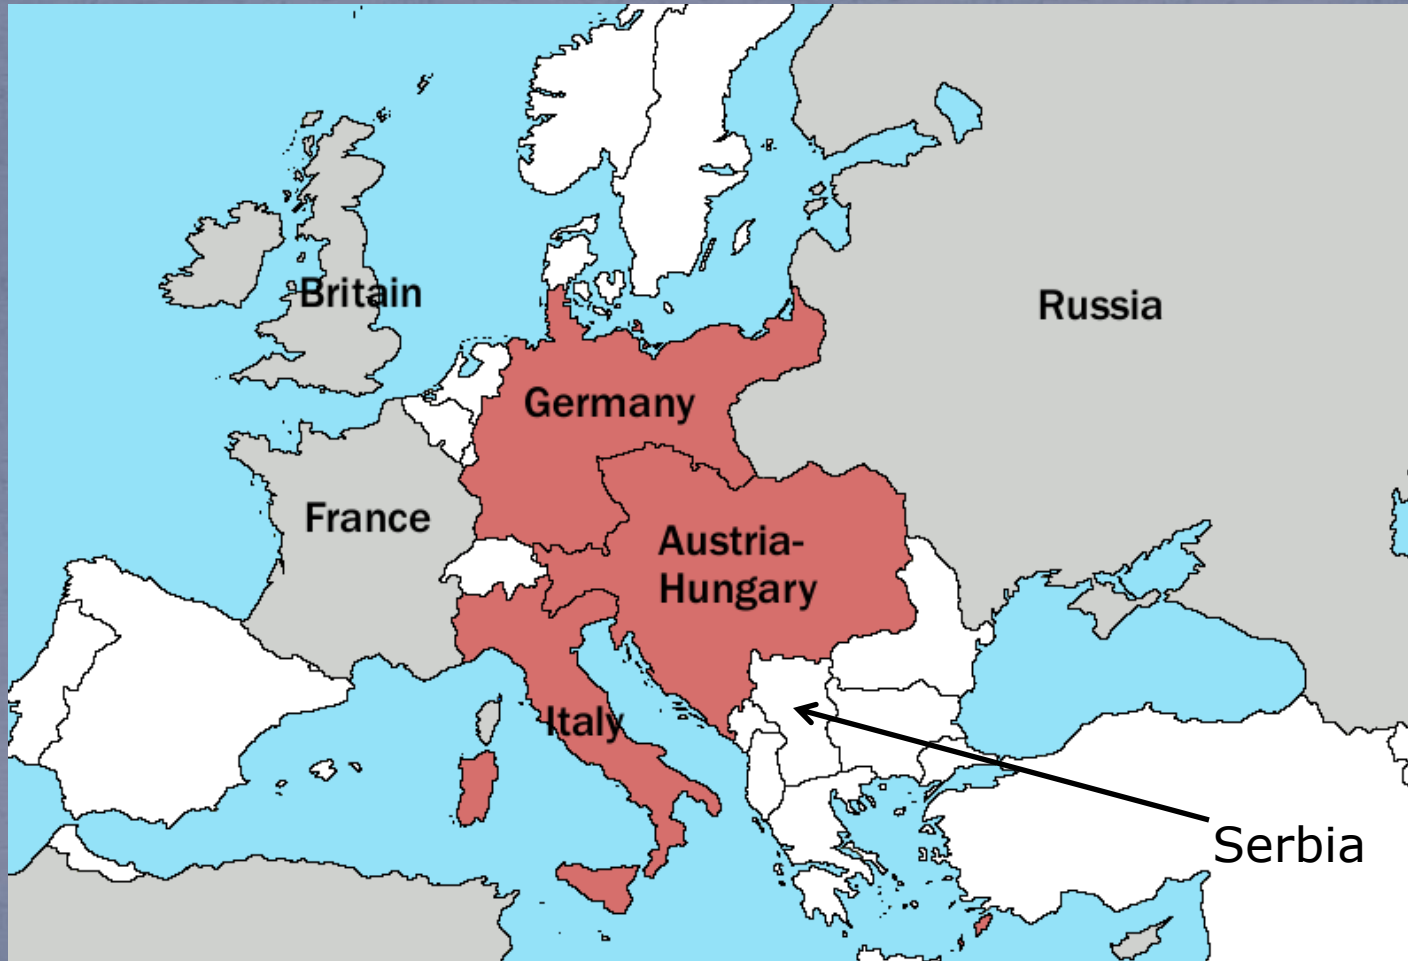 Britain
Russia
Germany
France
Austria-
Hungary
Italy
Serbia